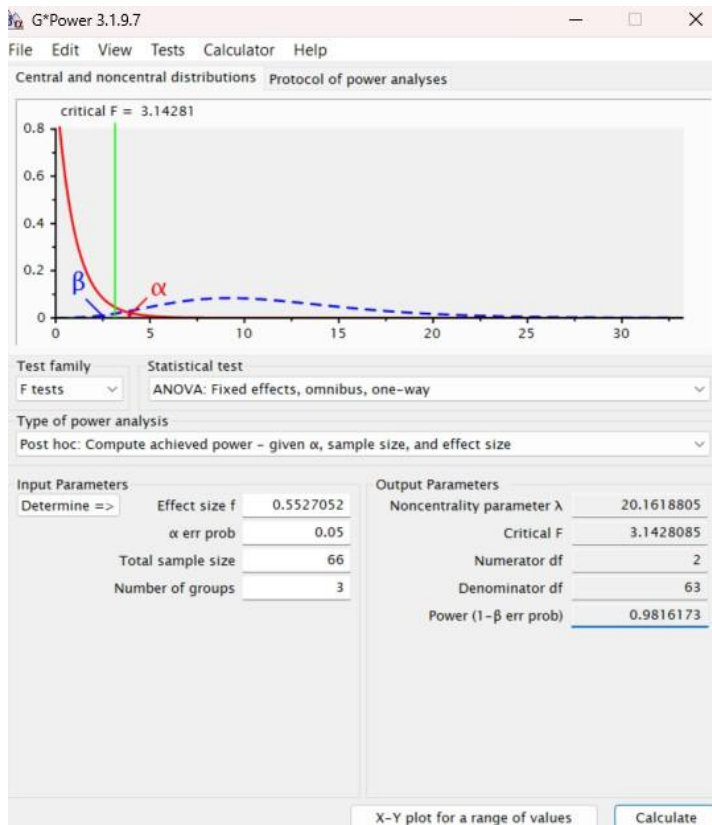 G*Power 3.1.9.7
File Edit View Tests Calculator Help
Central and noncentral distributions Protocol of power analyses
critical F = 3.14281
0.8
0.6
0.4
0.2
0
β
α
0 5 10 15 20 25 30
Test family Statistical test
F tests ANOVA: Fixed effects, omnibus, one-way
Type of power analysis
Post hoc: Compute achieved power – given α, sample size, and effect size
Input Parameters
Determine => Effect size f 0.5527052
α err prob 0.05
Total sample size 66
Number of groups 3
Output Parameters
Noncentrality parameter λ 20.1618805
Critical F 3.1428085
Numerator df 2
Denominator df 63
Power (1-β err prob) 0.9816173
X-Y plot for a range of values Calculate